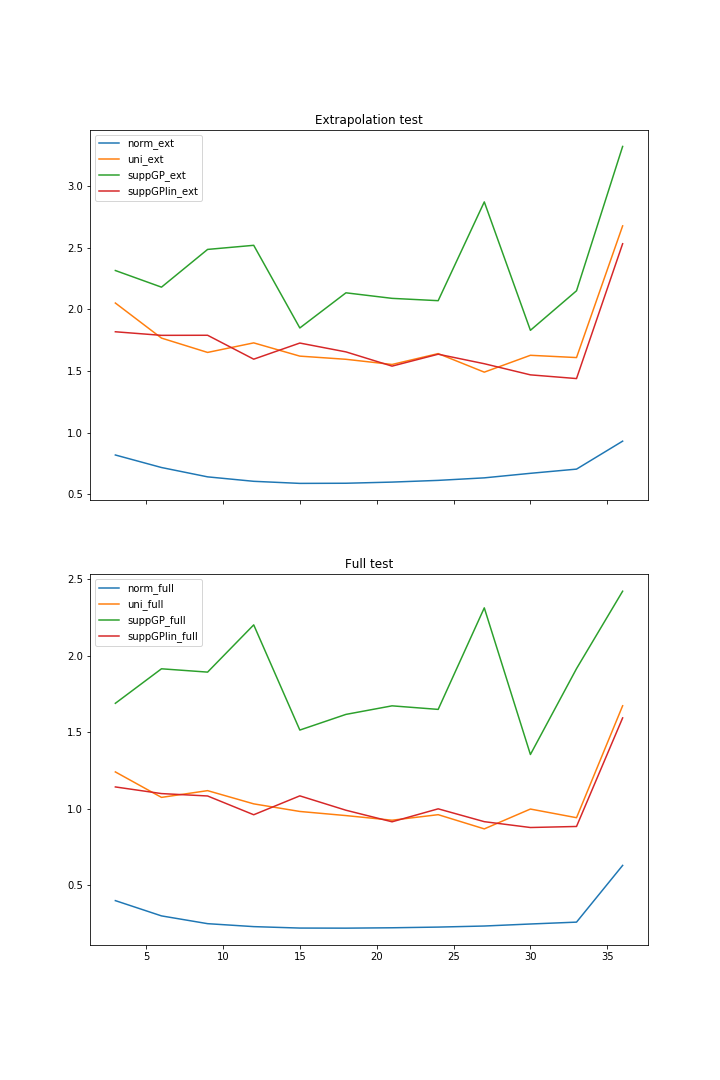 Extrapolation test
norm_ext
uni_ext
suppGP_ext
suppGPlin_ext
3.0
2.5
2.0
1.5
1.0
0.5
Full test
norm_full
uni_full
suppGP_full
suppGPlin_full
2.5
2.0
1.5
1.0
0.5
5 10 15 20 25 30 35